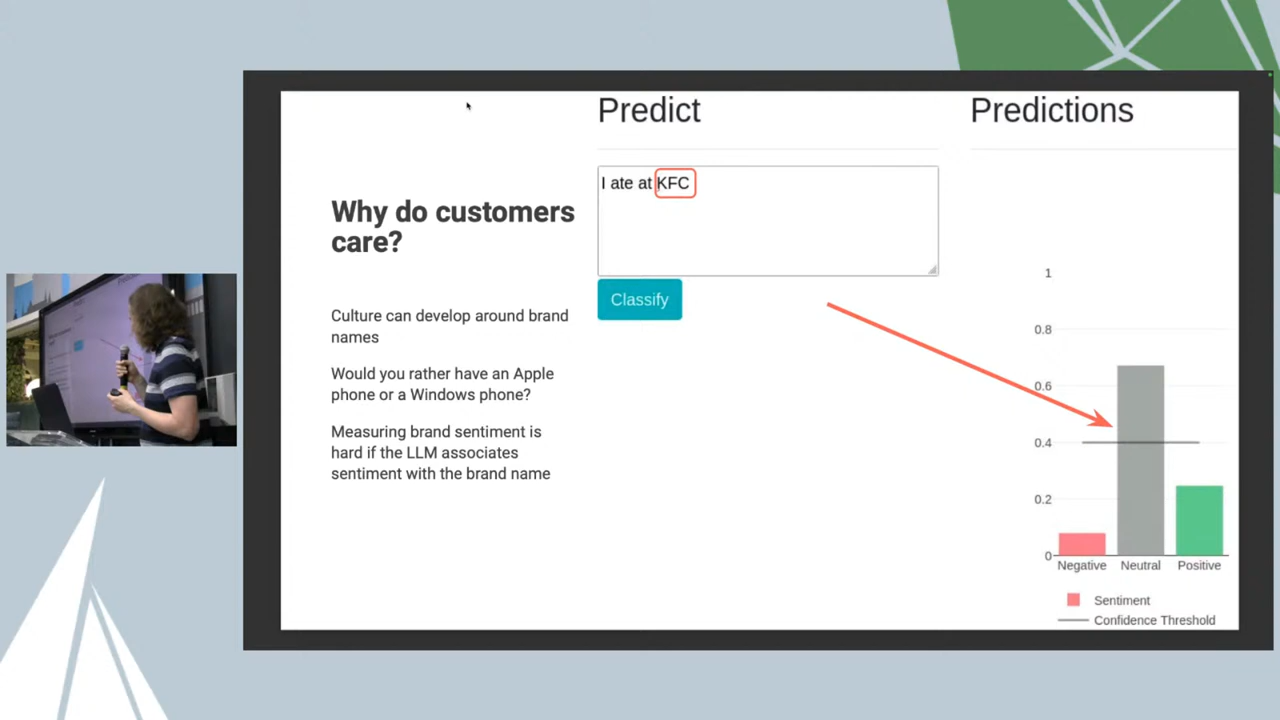 Predict
Predictions
I ate at KFC
Why do customers
care?
Classify
Culture can develop around brand
names
Would you rather have an Apple
phone or a Windows phone?
Measuring brand sentiment is
hard if the LLM associates
sentiment with the brand name
1
0.8
0.6
0.4
0.2
0
Negative
Neutral
Positive
Sentiment
Confidence Threshold